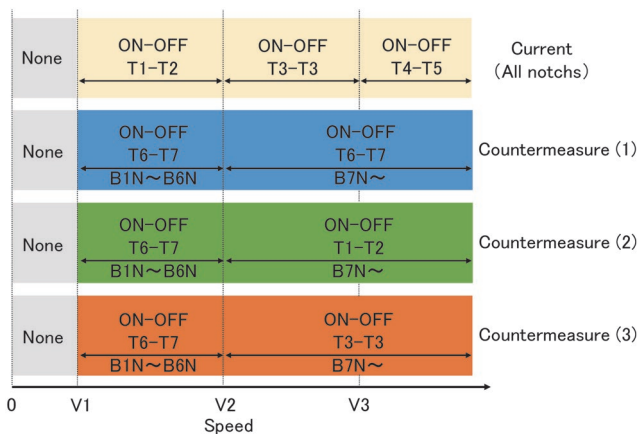 ON-OFF ON-OFF ON-OFF Current
None T1-T2 T3-T3 T4-T5 (All notchs)
ON-OFF ON-OFF
None T6-T7 T6-T7 Countermeasure (1)
B1N～B6N B7N～
ON-OFF ON-OFF
None T6-T7 T1-T2 Countermeasure (2)
B1N～B6N B7N～
ON-OFF ON-OFF
None T6-T7 T3-T3 Countermeasure (3)
B1N～B6N B7N～
0 V1 V2 V3
Speed